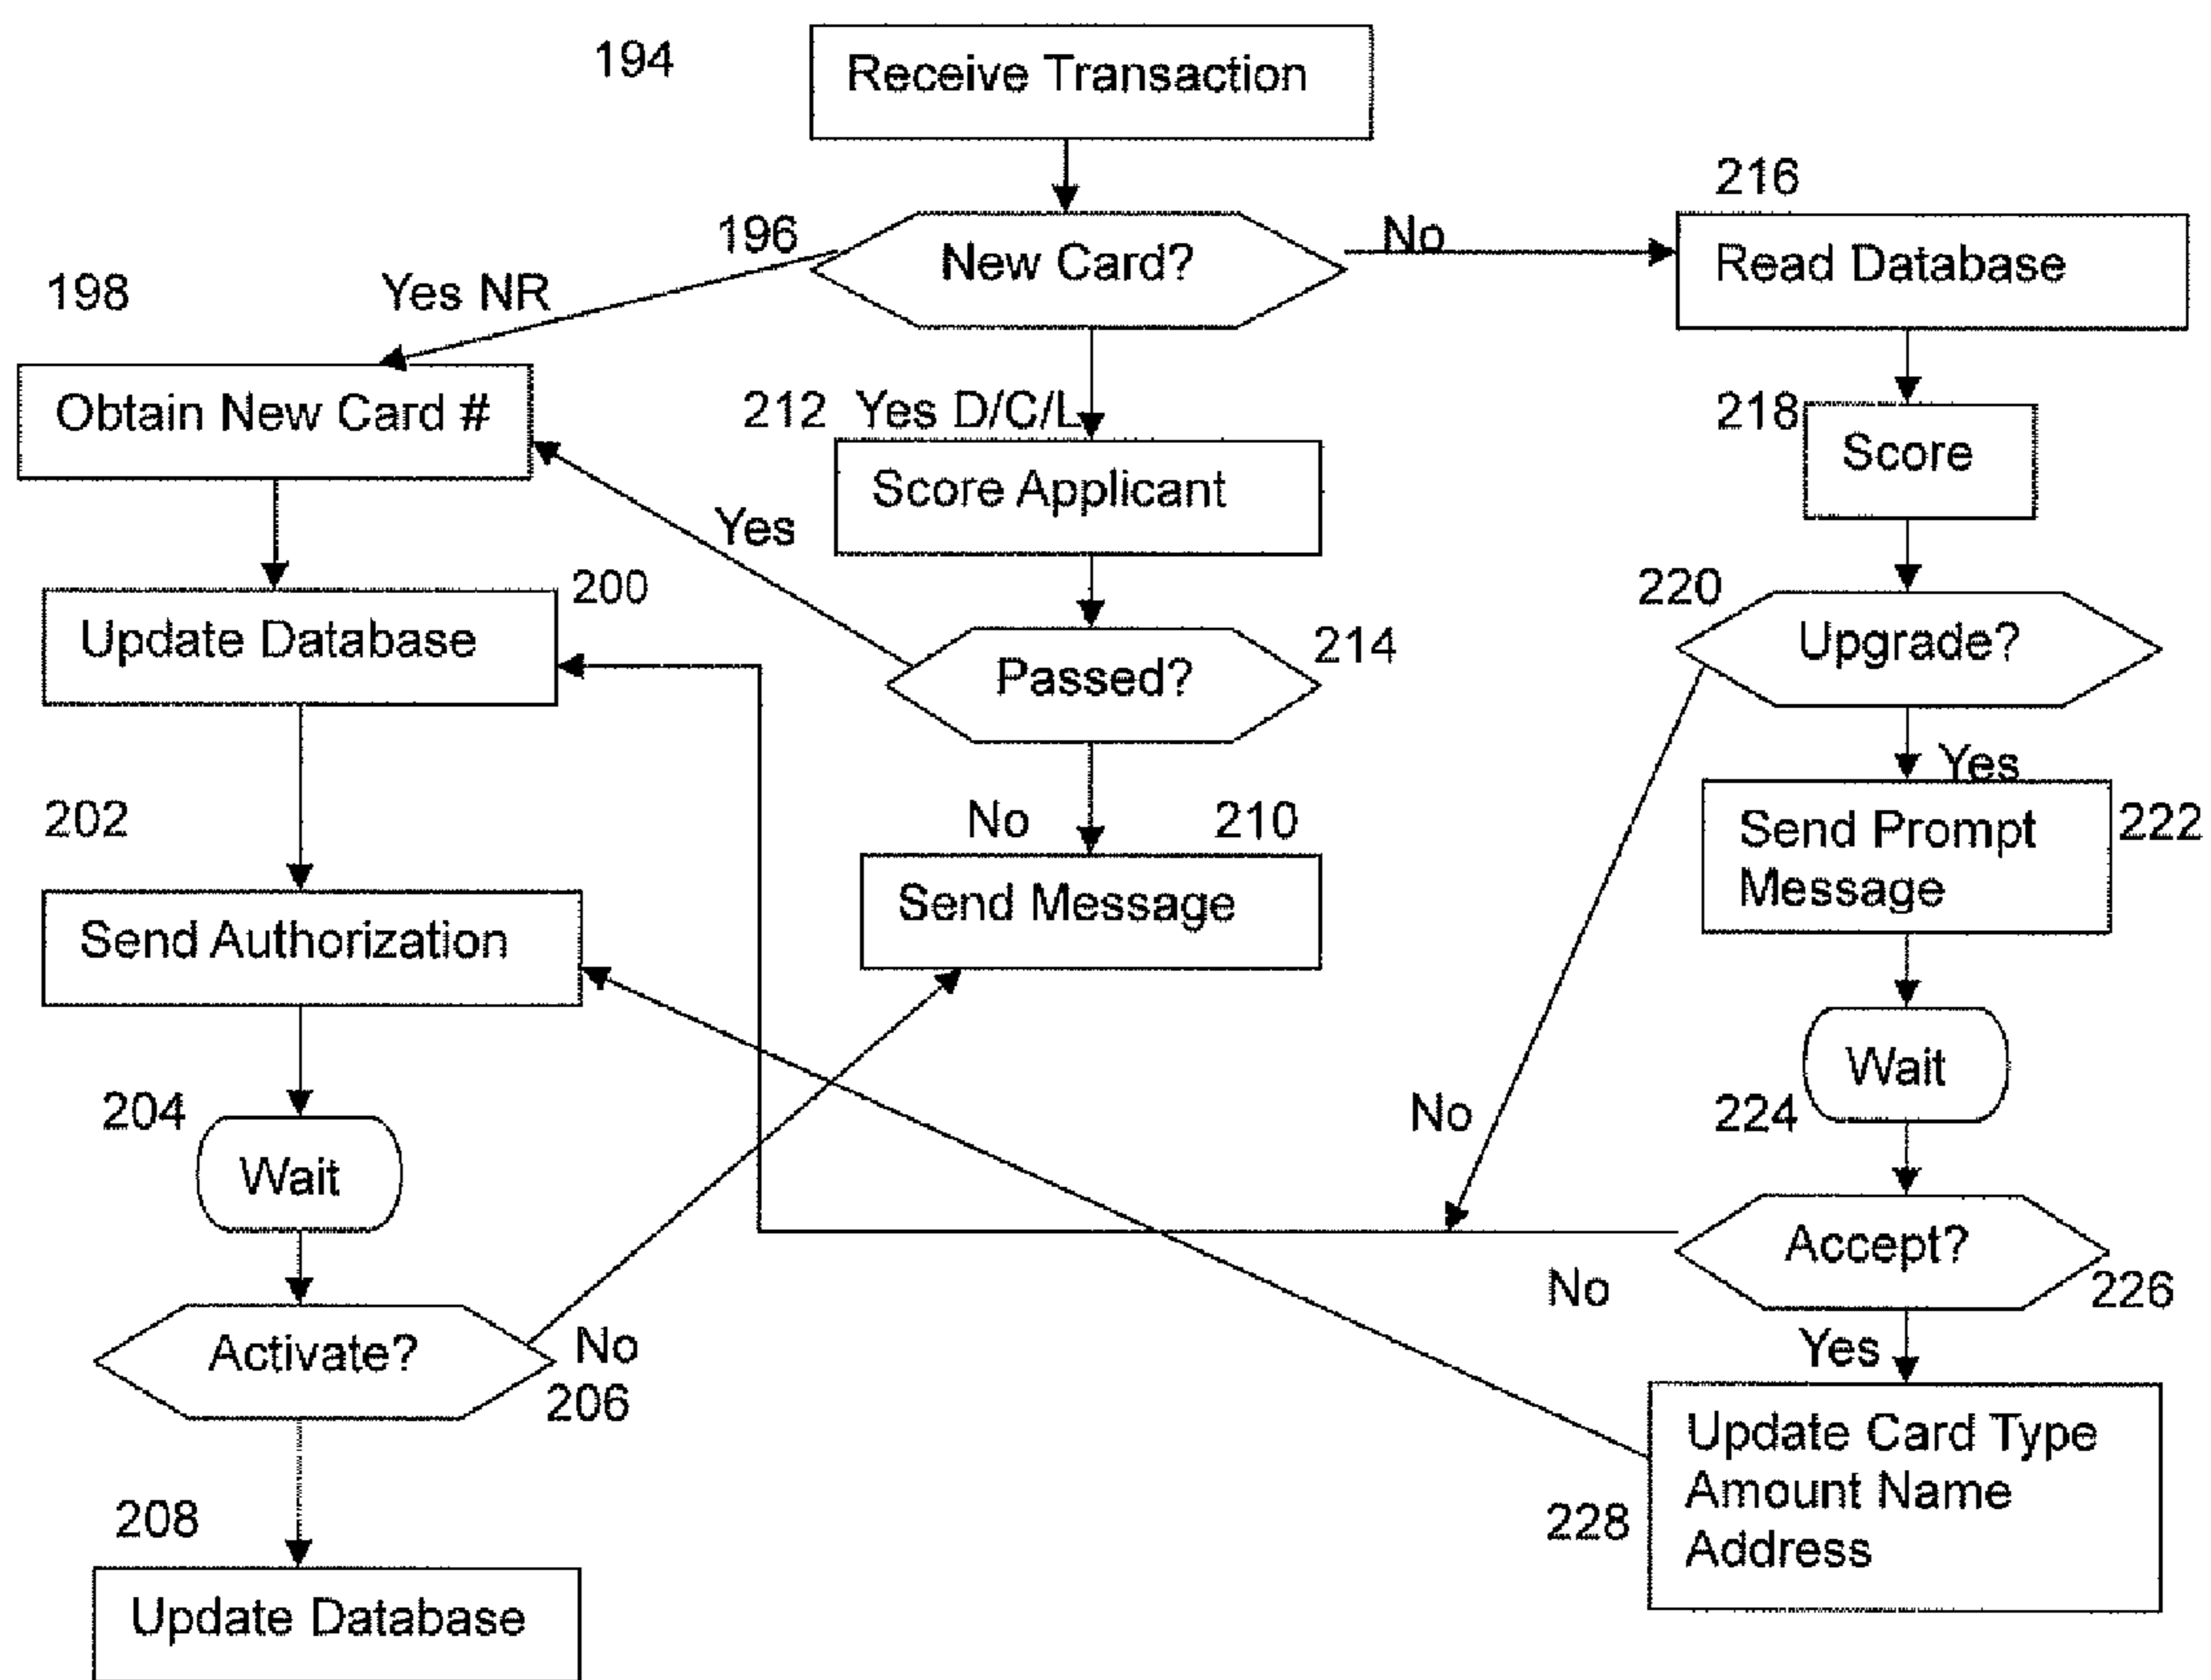 194
Receive Transaction
216
196
New Card?
No
Read Database
198
Yes NR
Obtain New Card #
212
Yes D/C/L
218
Score
Score Applicant
Yes
200
220
Update Database
Upgrade?
214
Passed?
Yes
202
No
210
222
Send Prompt
Message
Send Message
Send Authorization
Wait
204
No
224
Wait
Accept?
No
226
Activate?
No
Yes
206
Update Card Type
Amount Name
Address
208
228
Update Database